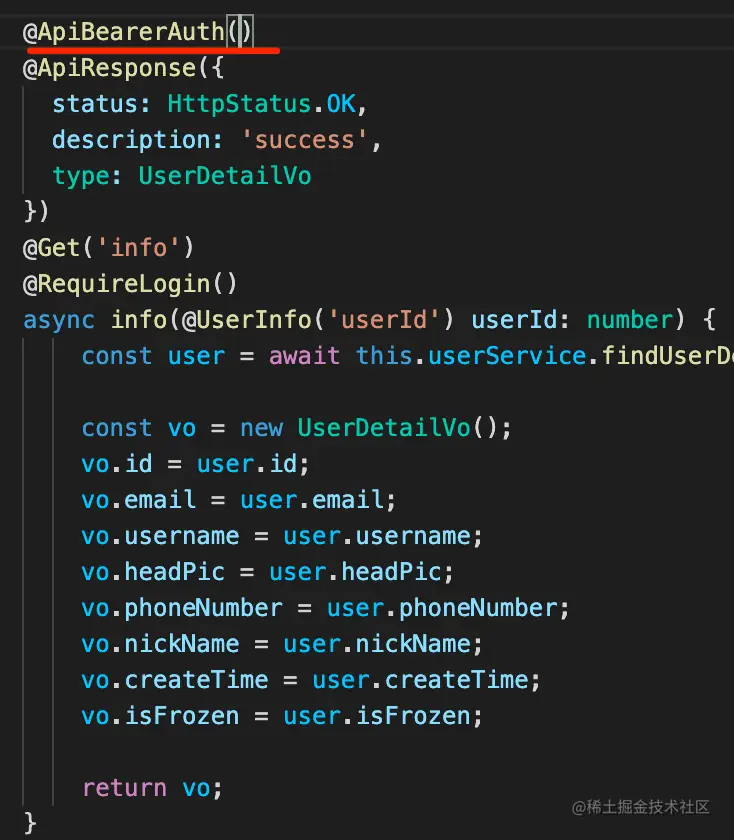 @ApiBearerAuth()
@ApiResponse({
  status: HttpStatus.OK,
  description: 'success',
  type: UserDetailVo
})
@Get('info')
@RequireLogin()
async info(@UserInfo('userId') userId: number) {
    const user = await this.userService.findUserDe

    const vo = new UserDetailVo();
    vo.id = user.id;
    vo.email = user.email;
    vo.username = user.username;
    vo.headPic = user.headPic;
    vo.phoneNumber = user.phoneNumber;
    vo.nickName = user.nickName;
    vo.createTime = user.createTime;
    vo.isFrozen = user.isFrozen;

    return vo;
}
@稀土掘金技术社区